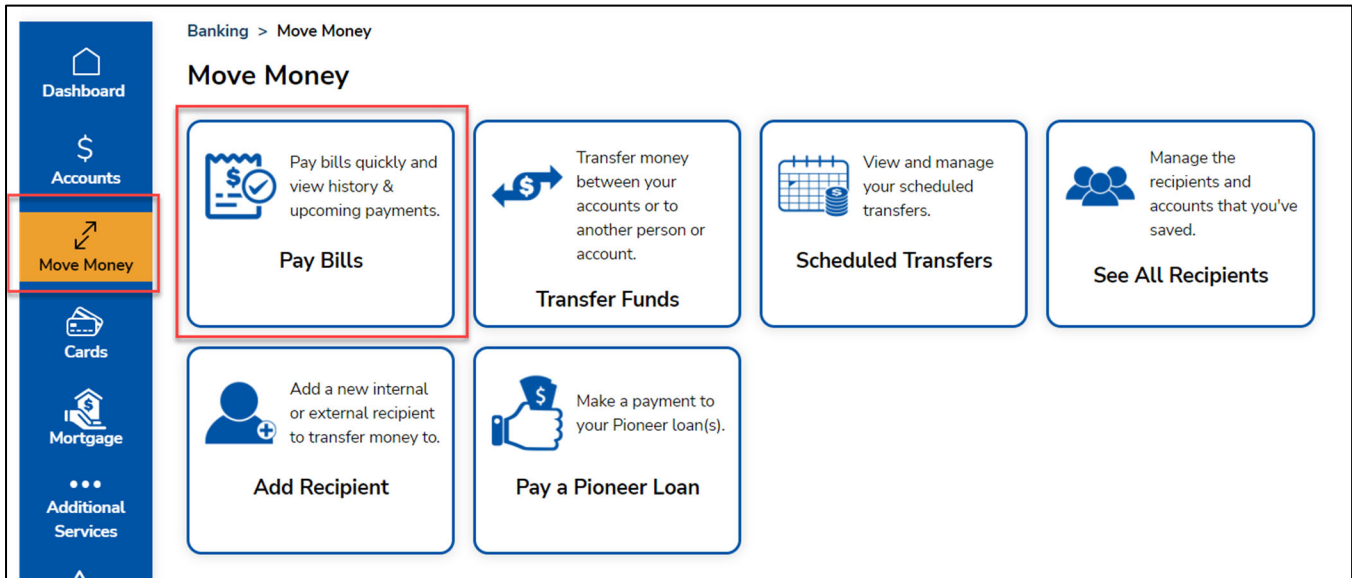 Banking > Move Money
Move Money
Dashboard
$
Accounts
Move Money
Cards
$
Mortgage
Additional
Services
$
Pay bills quickly and
view history &
upcoming payments.
Pay Bills
$
Transfer money
between your
accounts or to
another person or
account.
Transfer Funds
$
View and manage
your scheduled
transfers.
Scheduled Transfers
Manage the
recipients and
accounts that you've
saved.
See All Recipients
Add a new internal
or external recipient
to transfer money to.
Add Recipient
$
Make a payment to
your Pioneer loan(s).
Pay a Pioneer Loan